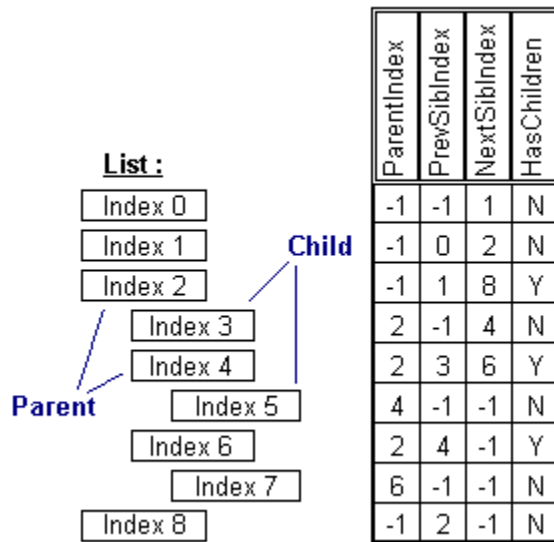 ParentIndex PrevSibIndex NextSibIndex HasChildren
List :
Index 0 -1 -1 1 N
Index 1 Child -1 0 2 N
Index 2 -1 1 8 Y
Index 3 2 -1 4 N
Index 4 2 3 6 Y
Parent Index 5 4 -1 -1 N
Index 6 2 4 -1 Y
Index 7 6 -1 -1 N
Index 8 -1 2 -1 N